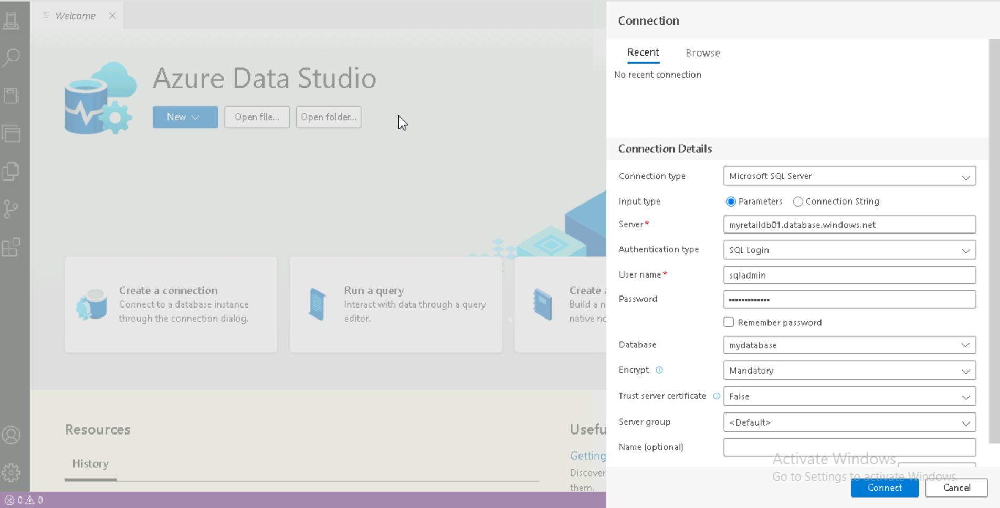 Welcome
Azure Data Studio
New
Open file...
Open folder...
Create a connection
Connect to a database instance
through the connection dialog.
Run a query
Interact with data through a query
editor.
Create a
Build a n
native no
Resources
History
Usefu
Getting
Discover
them.
0 0
Connection
Recent Browse
No recent connection
Connection Details
Connection type Microsoft SQL Server
Input type Parameters Connection String
Server* myretaildb01.database.windows.net
Authentication type SQL Login
User name* sqladmin
Password •••••••••••••
Remember password
Database mydatabase
Encrypt Mandatory
Trust server certificate False
Server group <Default>
Name (optional)
Activate Windows
Go to Settings to activate Windows.
Connect Cancel